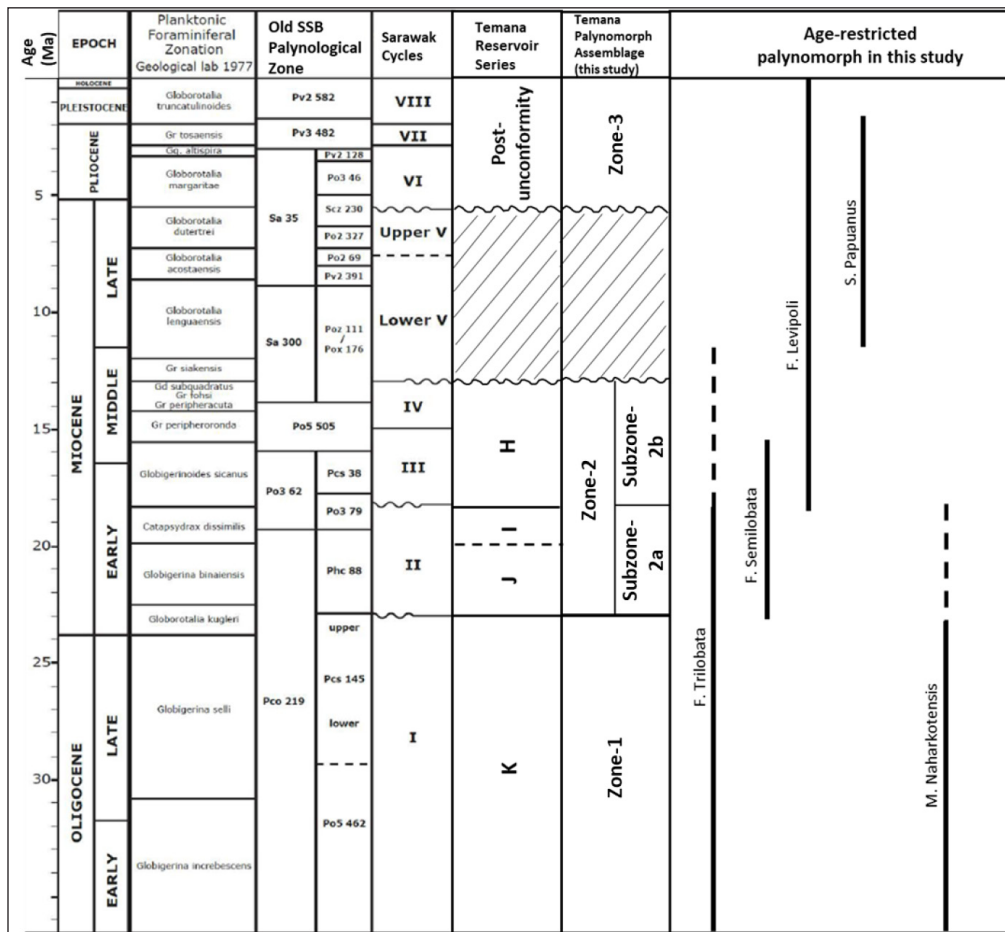 Age
(Ma)
EPOCH
Planktonic
Foraminiferal
Zonation
Geological lab 1977
Old SSB
Palynological
Zone
Sarawak
Cycles
Temana
Reservoir
Series
Temana
Palynomorph
Assemblage
(this study)
Age-restricted
palynomorph in this study
5
10
15
20
25
30
HOLOCENE
PLEISTOCENE
PLIOCENE
MIOCENE
LATE
MIDDLE
EARLY
OLIGOCENE
LATE
EARLY
Globorotalia
truncatulinoides
Gr tosaensis
Gq. altispira
Globorotalia
margaritae
Globorotalia
dutertrei
Globorotalia
acostaensis
Globorotalia
lenguaensis
Gr siakensis
Gd subquadratus
Gr fohsi
Gr peripheracuta
Gr peripheroronda
Globigerinoides sicanus
Catapsydrax dissimilis
Globigerina binaiensis
Globorotalia kugleri
Globigerina selli
Globigerina increbescens
Pv2 582
Pv3 482
Sa 35
Pv2 128
Po3 46
Scz 230
Po2 327
Po2 69
Pv2 391
Sa 300
Poz 111
/
Pox 176
Po5 505
Po3 62
Pcs 38
Po3 79
Pco 219
Phc 88
upper
Pcs 145
lower
Po5 462
VIII
VII
VI
Upper V
Lower V
IV
III
II
I
Post-
unconformity
H
I
J
K
Zone-3
Zone-2
Subzone-
2b
Subzone-
2a
Zone-1
F. Trilobata
F. Semilobata
F. Levipoli
S. Papuanus
M. Naharkotensis